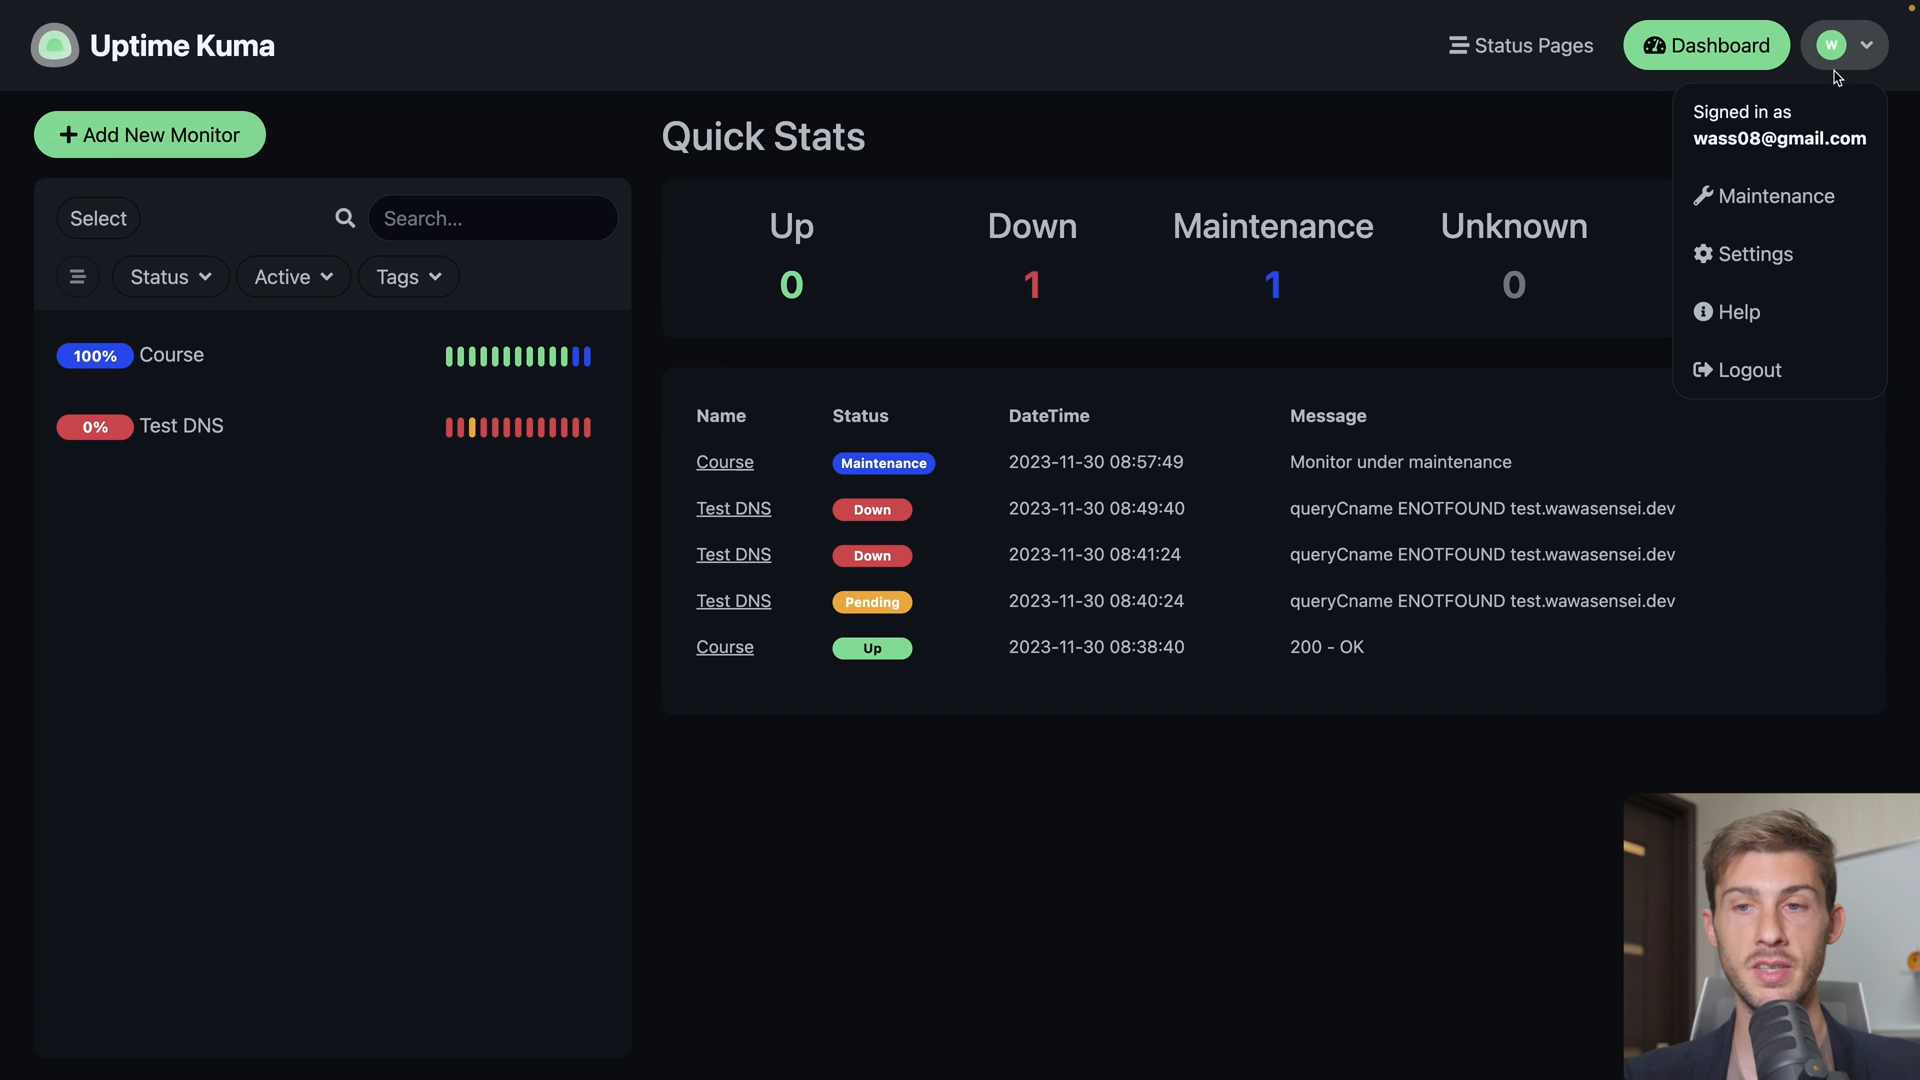 Uptime Kuma
Status Pages
Dashboard
W
Signed in as
wass08@gmail.com
Maintenance
Settings
Help
Logout
+ Add New Monitor
Select
Search...
Status
Active
Tags
100% Course
0% Test DNS
Quick Stats
Up Down Maintenance Unknown
0 1 1 0
Name Status DateTime Message
Course Maintenance 2023-11-30 08:57:49 Monitor under maintenance
Test DNS Down 2023-11-30 08:49:40 queryCname ENOTFOUND test.wawasensei.dev
Test DNS Down 2023-11-30 08:41:24 queryCname ENOTFOUND test.wawasensei.dev
Test DNS Pending 2023-11-30 08:40:24 queryCname ENOTFOUND test.wawasensei.dev
Course Up 2023-11-30 08:38:40 200 - OK